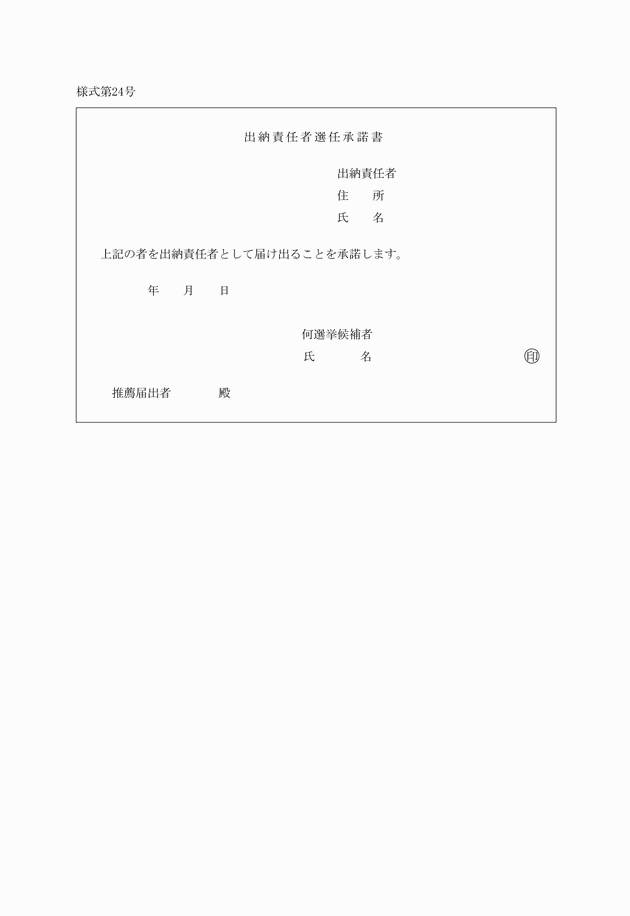 様式第24号
出納責任者選任承諾書
出納責任者
住　　所
氏　　名
上記の者を出納責任者として届け出ることを承諾します。
年　　月　　日
何選挙候補者
氏　　　　名　　　　　　　　　　　　　㊞
推薦届出者　　　　殿